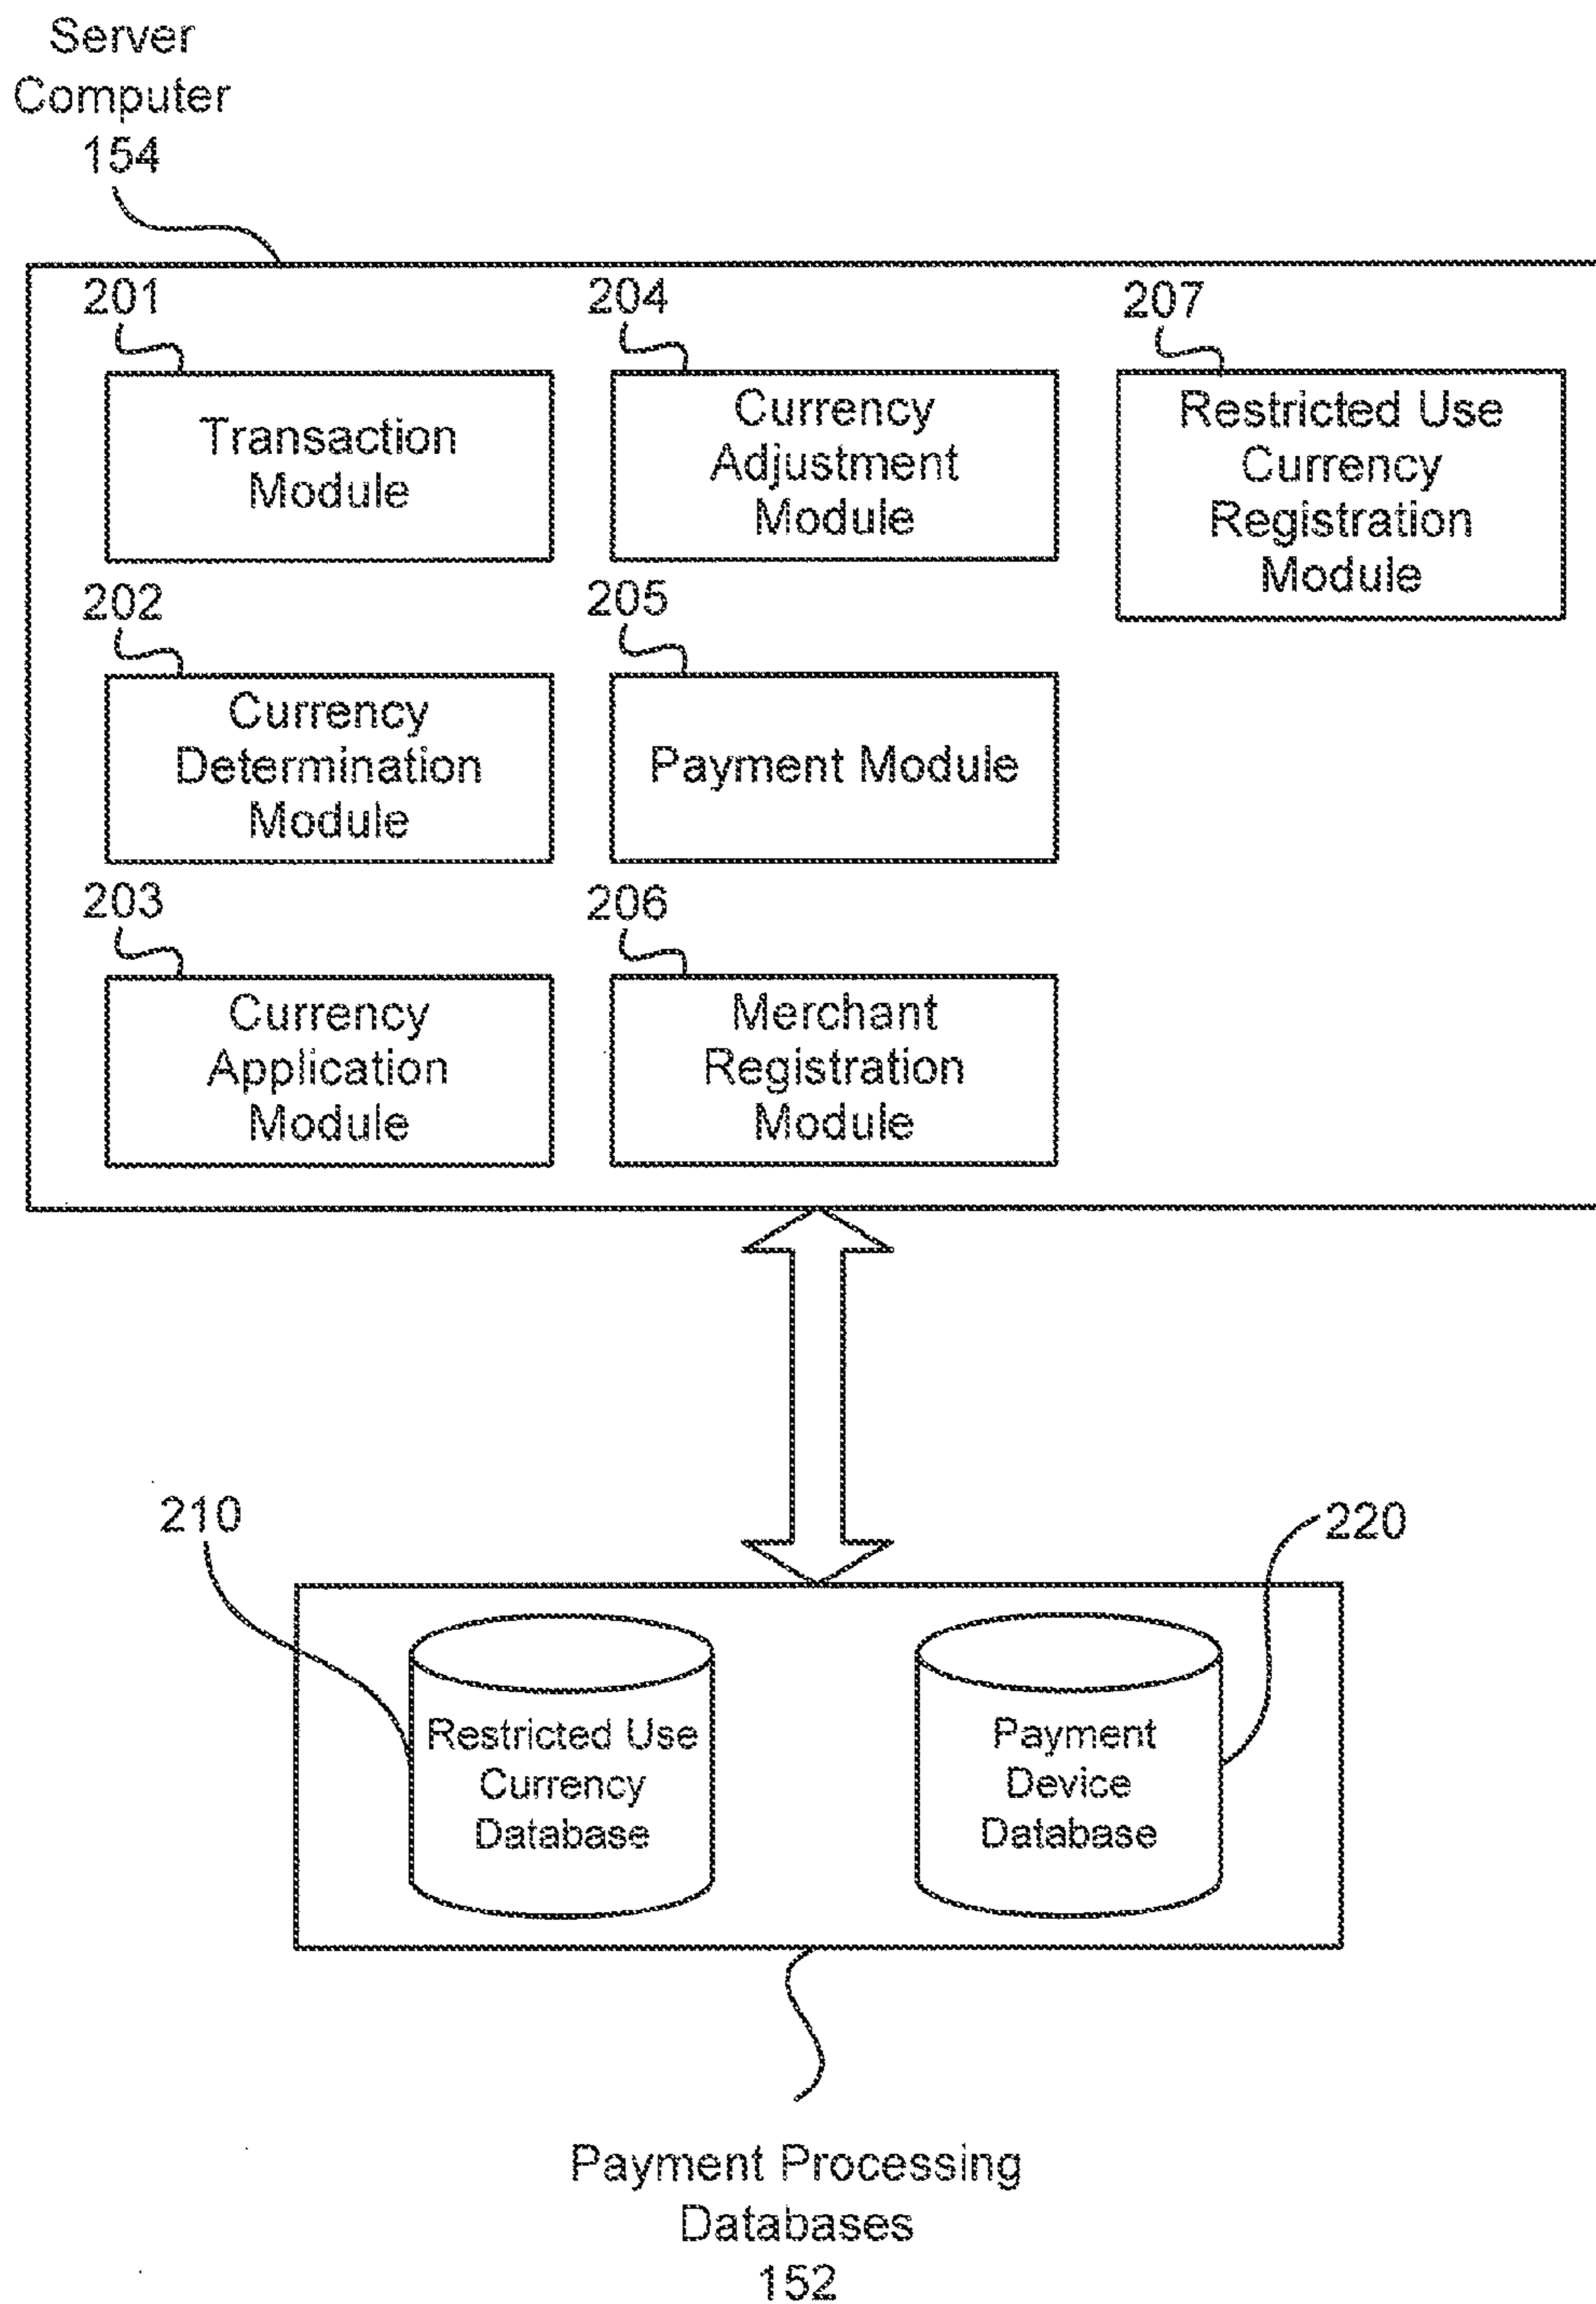 Server
Computer
154
201
204
207
Transaction
Module
Currency
Adjustment
Module
Restricted Use
Currency
Registration
Module
202
205
Currency
Determination
Module
Payment Module
203
206
Currency
Application
Module
Merchant
Registration
Module
210
220
Restricted Use
Currency
Database
Payment
Device
Database
Payment Processing
Databases
152